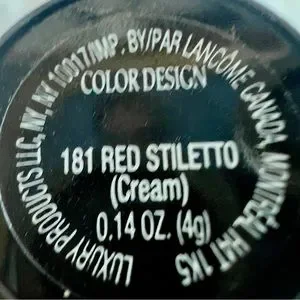 LUXURY PRODUCTS LLC, NY, NY 10017/IMP. BY/PAR LANCÔME CANADA, MONTRÉAL H4T 1K5
COLOR DESIGN
181 RED STILETTO
(Cream)
0.14 OZ. (4g)